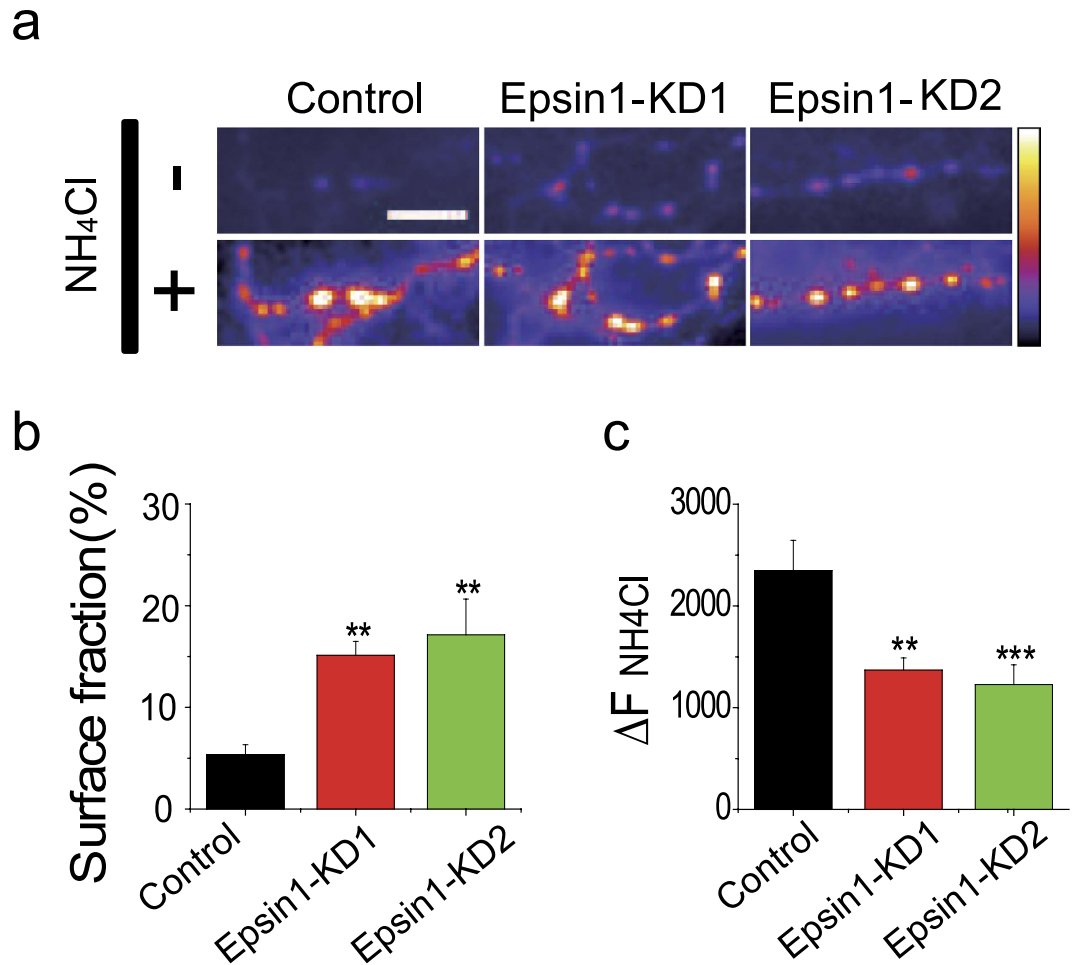 a
Control Epsin1-KD1 Epsin1-KD2
NH4Cl
-
+
b
Surface fraction(%)
30
20
10
0
**
**
Control
Epsin1-KD1
Epsin1-KD2
c
ΔF NH4Cl
3000
2000
1000
0
**
***
Control
Epsin1-KD1
Epsin1-KD2